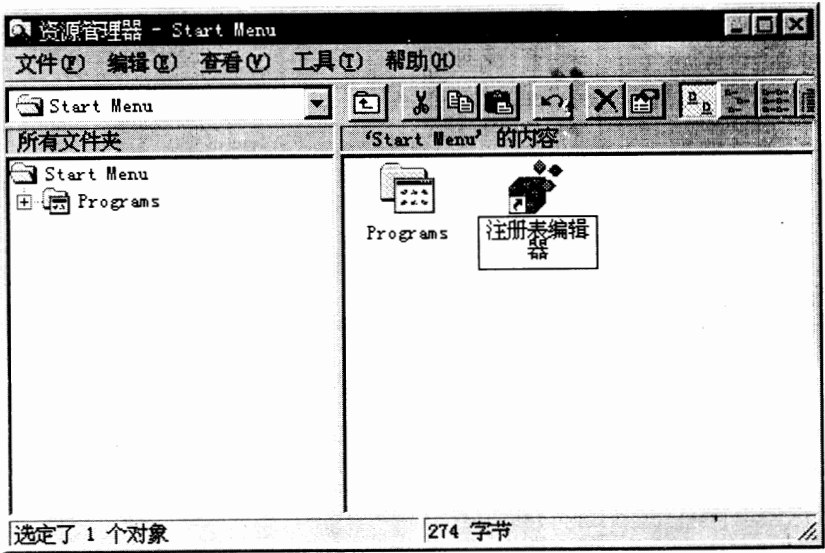 资源管理器 - Start Menu
文件(F) 编辑(E) 查看(V) 工具(T) 帮助(H)
Start Menu
所有文件夹
'Start Menu' 的内容
Start Menu
Programs
Programs
注册表编辑
器
选定了 1 个对象
274 字节